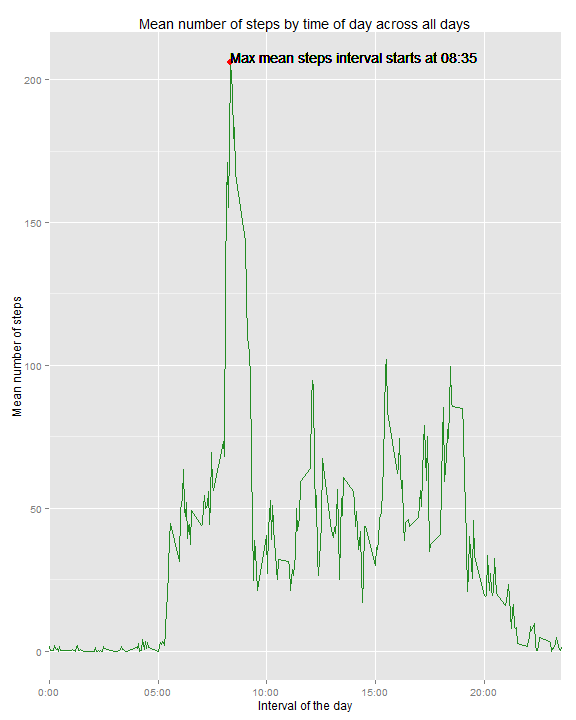 Mean number of steps by time of day across all days
Max mean steps interval starts at 08:35
200
150
100
50
0
Mean number of steps
0:00 05:00 10:00 15:00 20:00
Interval of the day